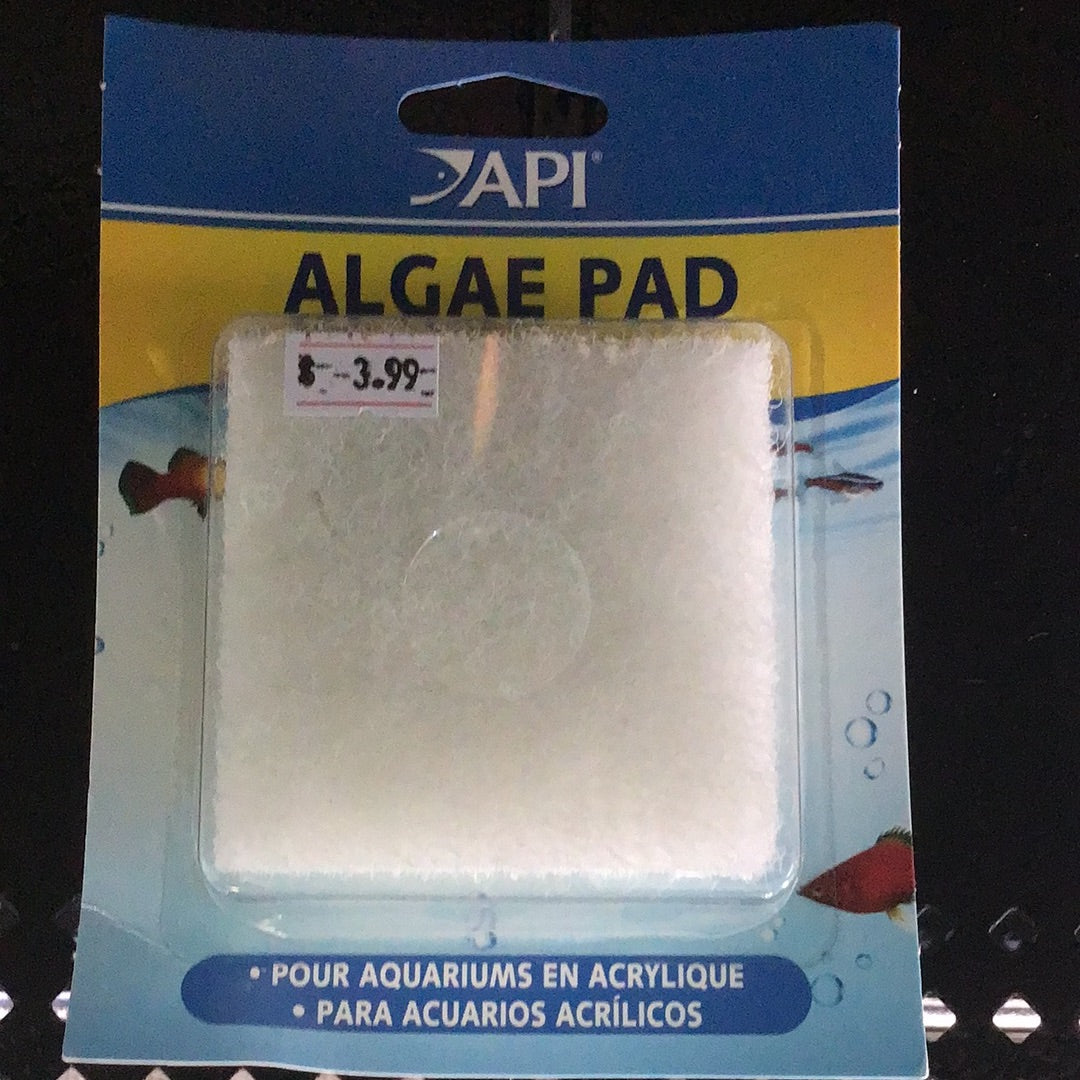 API®
ALGAE PAD
$--3.99-
• POUR AQUARIUMS EN ACRYLIQUE
• PARA ACUARIOS ACRÍLICOS